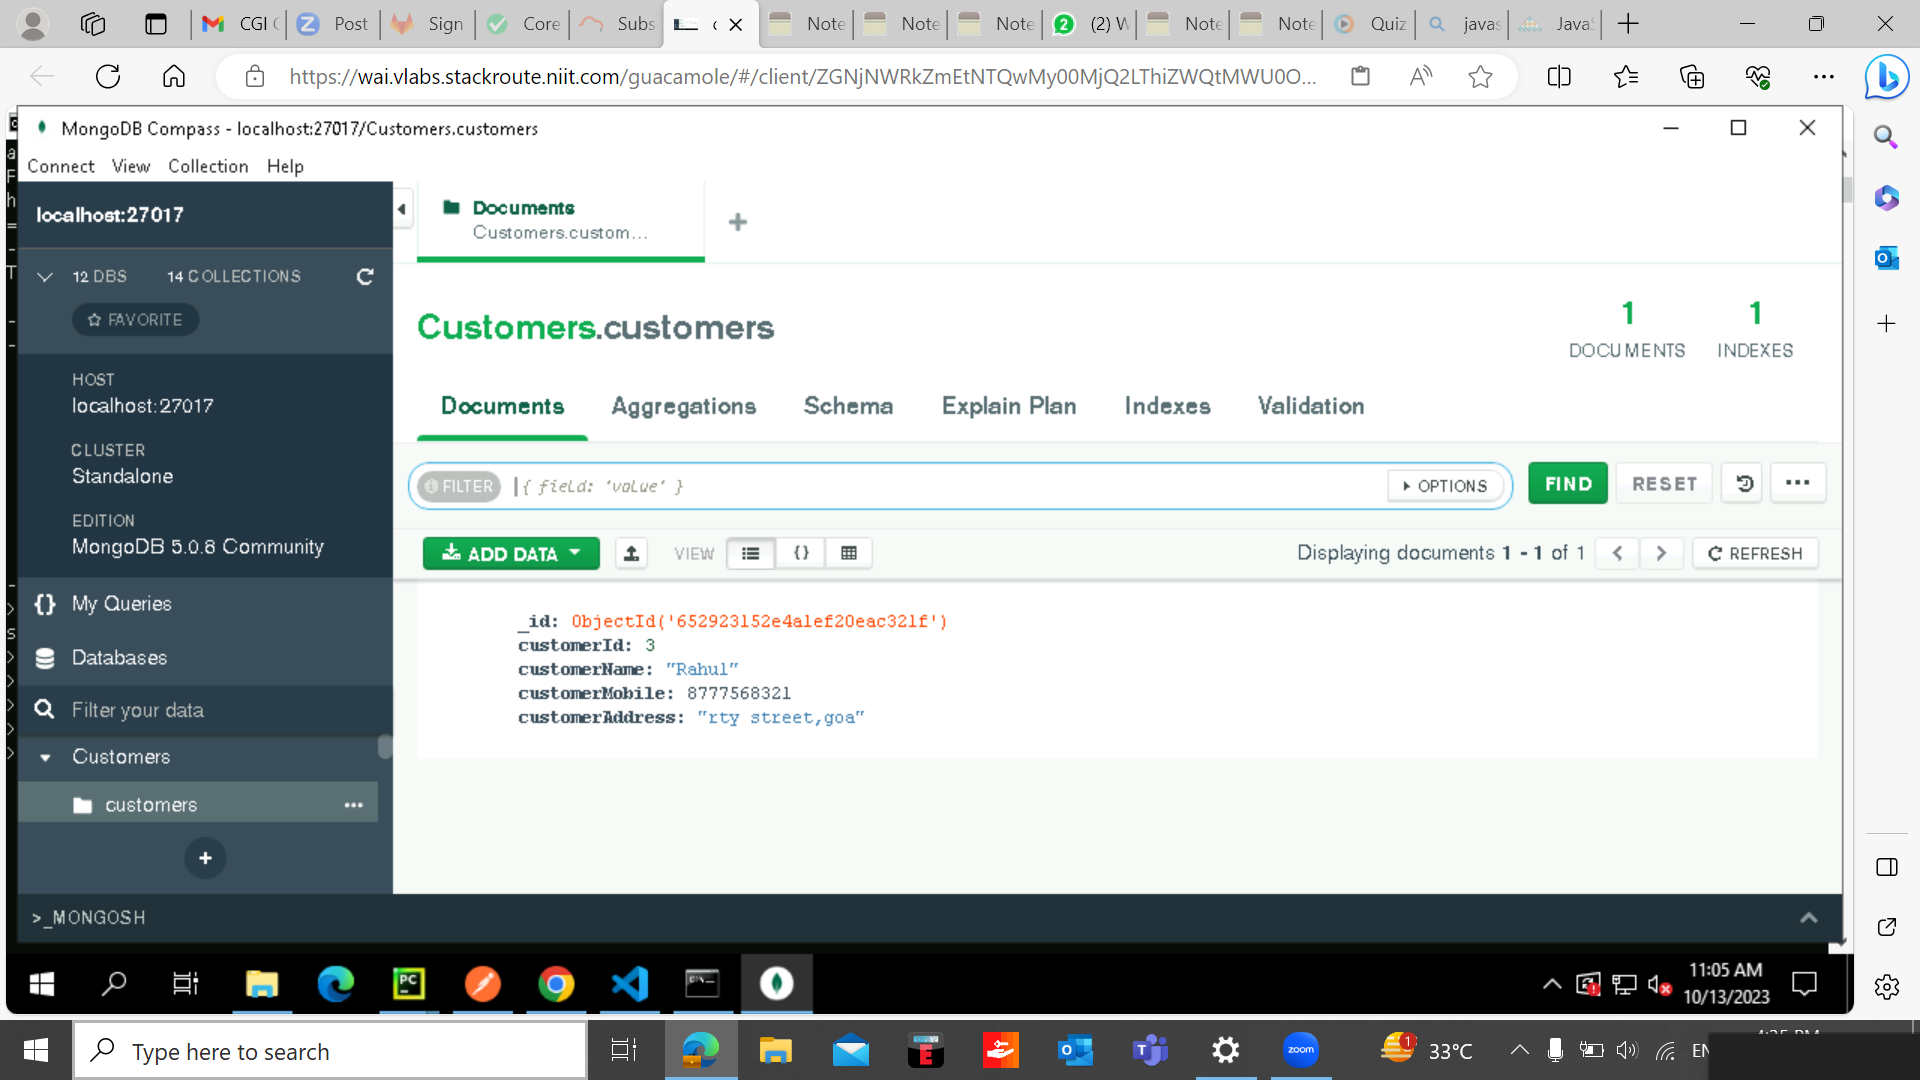 CGI
Post
Sign
Core
Subs
Note
Note
Note
(2) W
Note
Note
Quiz
javas
Java
https://wai.vlabs.stackroute.niit.com/guacamole/#/client/ZGNjNWRkZmEtNTQwMy00MjQ2LThiZWQtMWU0O...
MongoDB Compass - localhost:27017/Customers.customers
Connect View Collection Help
localhost:27017
Documents
Customers.custom...
12 DBS 14 COLLECTIONS
FAVORITE
Customers.customers
1
DOCUMENTS
1
INDEXES
HOST
localhost:27017
CLUSTER
Standalone
EDITION
MongoDB 5.0.8 Community
Documents Aggregations Schema Explain Plan Indexes Validation
FILTER { field: 'value' } OPTIONS FIND RESET
ADD DATA VIEW {} Displaying documents 1 - 1 of 1 < > REFRESH
My Queries
Databases
Filter your data
Customers
customers
_id: ObjectId('652923152e4a1ef20eac321f')
customerId: 3
customerName: "Rahul"
customerMobile: 8777568321
customerAddress: "rty street,goa"
>_MONGOSH
11:05 AM
10/13/2023
Type here to search
zoom
33°C